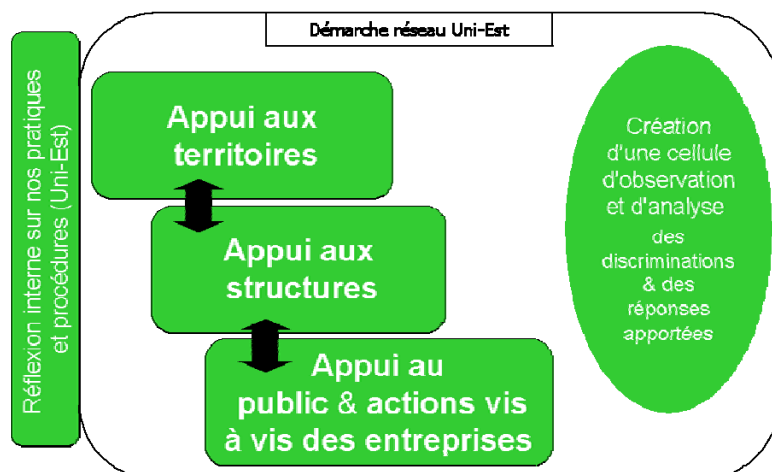 Démarche réseau Uni-Est
Réflexion interne sur nos pratiques
et procédures (Uni-Est)
Appui aux
territoires
Appui aux
structures
Appui au
public & actions vis
à vis des entreprises
Création
d'une cellule
d'observation
et d'analyse
des
discriminations
& des
réponses
apportées